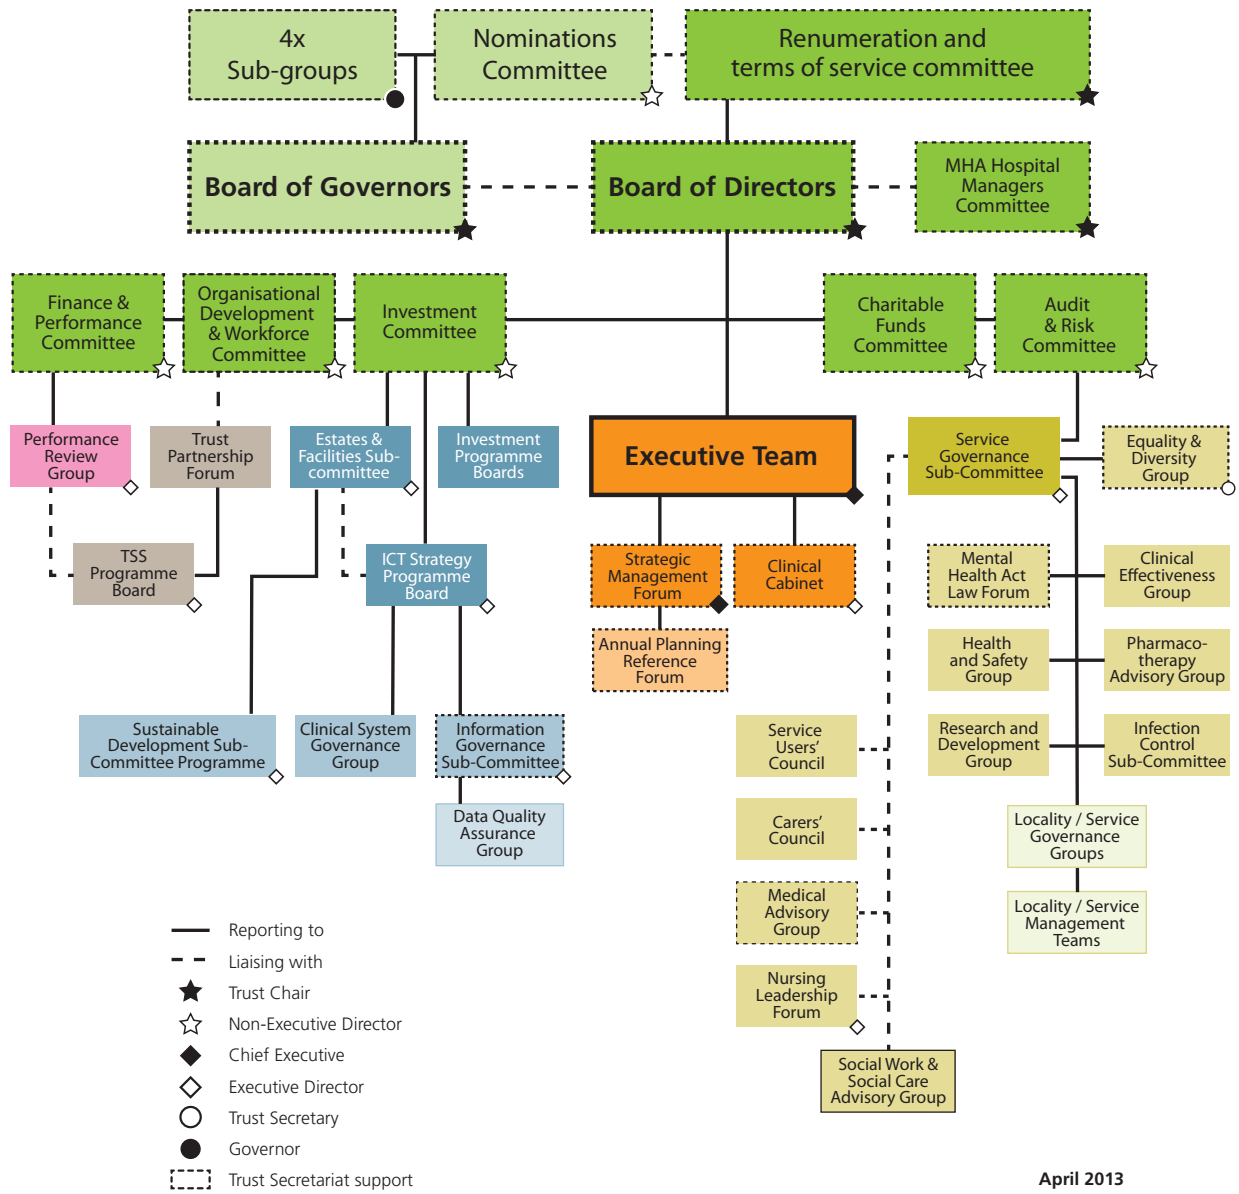 4x
Sub-groups
Nominations
Committee
Renumeration and
terms of service committee
Board of Governors
Board of Directors
MHA Hospital
Managers
Committee
Finance &
Performance
Committee
Organisational
Development
& Workforce
Committee
Investment
Committee
Charitable
Funds
Committee
Audit
& Risk
Committee
Performance
Review
Group
Trust
Partnership
Forum
Estates &
Facilities Sub-
committee
Investment
Programme
Boards
Executive Team
Service
Governance
Sub-Committee
Equality &
Diversity
Group
TSS
Programme
Board
ICT Strategy
Programme
Board
Strategic
Management
Forum
Clinical
Cabinet
Mental
Health Act
Law Forum
Clinical
Effectiveness
Group
Annual Planning
Reference
Forum
Health
and Safety
Group
Pharmaco-
therapy
Advisory Group
Sustainable
Development Sub-
Committee Programme
Clinical System
Governance
Group
Information
Governance
Sub-Committee
Service
Users’
Council
Research and
Development
Group
Infection
Control
Sub-Committee
Data Quality
Assurance
Group
Carers’
Council
Locality / Service
Governance
Groups
Medical
Advisory
Group
Locality / Service
Management
Teams
Nursing
Leadership
Forum
Social Work &
Social Care
Advisory Group
Reporting to
Liaising with
Trust Chair
Non-Executive Director
Chief Executive
Executive Director
Trust Secretary
Governor
Trust Secretariat support
April 2013